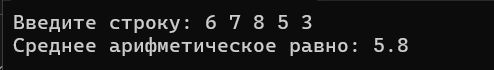 Введите строку: 6 7 8 5 3
Среднее арифметическое равно: 5.8